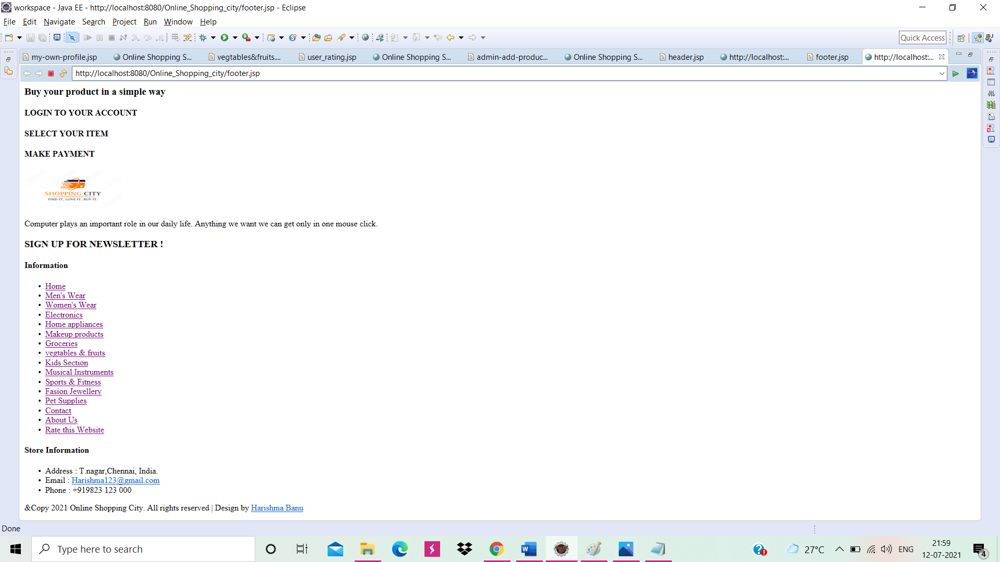 workspace - Java EE - http://localhost:8080/Online_Shopping_city/footer.jsp - Eclipse
File Edit Navigate Search Project Run Window Help
Quick Access
my-own-profile.jsp Online Shopping S... vegtables&fruits.... user_rating.jsp Online Shopping S... admin-add-produc... Online Shopping S... header.jsp http://localhost:... footer.jsp http://localhost:...
http://localhost:8080/Online_Shopping_city/footer.jsp
Buy your product in a simple way
LOGIN TO YOUR ACCOUNT
SELECT YOUR ITEM
MAKE PAYMENT
SHOPPING CITY
FIND IT, LOVE IT, BUY IT.
Computer plays an important role in our daily life. Anything we want we can get only in one mouse click.
SIGN UP FOR NEWSLETTER !
Information
• Home
• Men's Wear
• Women's Wear
• Electronics
• Home appliances
• Makeup products
• Groceries
• vegtables & fruits
• Kids Section
• Musical Instruments
• Sports & Fitness
• Fasion Jewellery
• Pet Supplies
• Contact
• About Us
• Rate this Website
Store Information
• Address : T.nagar,Chennai, India.
• Email : Harishma123@gmail.com
• Phone : +919823 123 000
&Copy 2021 Online Shopping City. All rights reserved | Design by Harishma Banu
Done
Type here to search
27°C ENG
21:59
12-07-2021
4